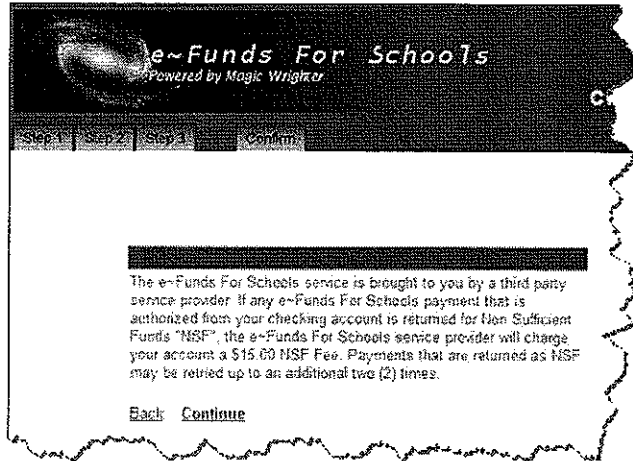 e~Funds For Schools
Powered by Magic Wrighter
C
Step 1 Step 2 Step 3 Confirm
The e~Funds For Schools service is brought to you by a third party
service provider. If any e~Funds For Schools payment that is
authorized from your checking account is returned for Non Sufficient
Funds "NSF", the e~Funds For Schools service provider will charge
your account a $15.00 NSF Fee. Payments that are returned as NSF
may be retried up to an additional two (2) times.
Back Continue